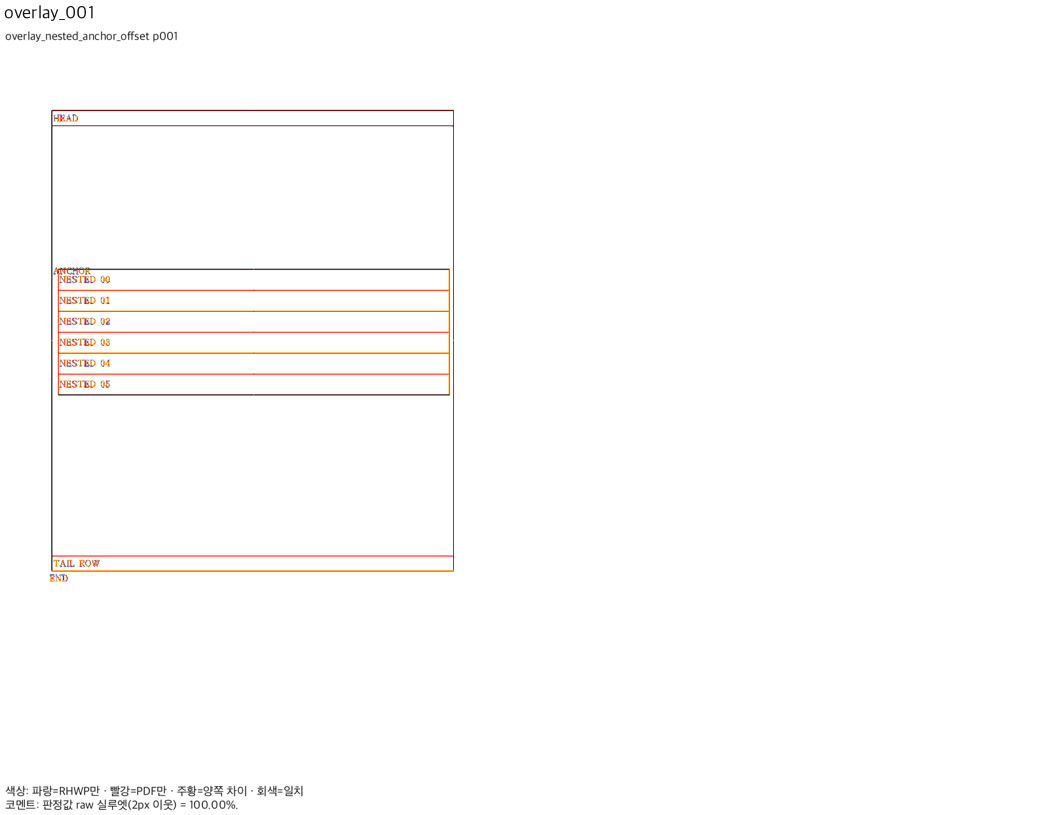 overlay_001
overlay_nested_anchor_offset p001
HEAD
ANCHOR
NESTED 00
NESTED 01
NESTED 02
NESTED 03
NESTED 04
NESTED 05
TAIL ROW
END
색상: 파랑=RHWP만 · 빨강=PDF만 · 주황=양쪽 차이 · 회색=일치
코멘트: 판정값 raw 실루엣(2px 이웃) = 100.00%.